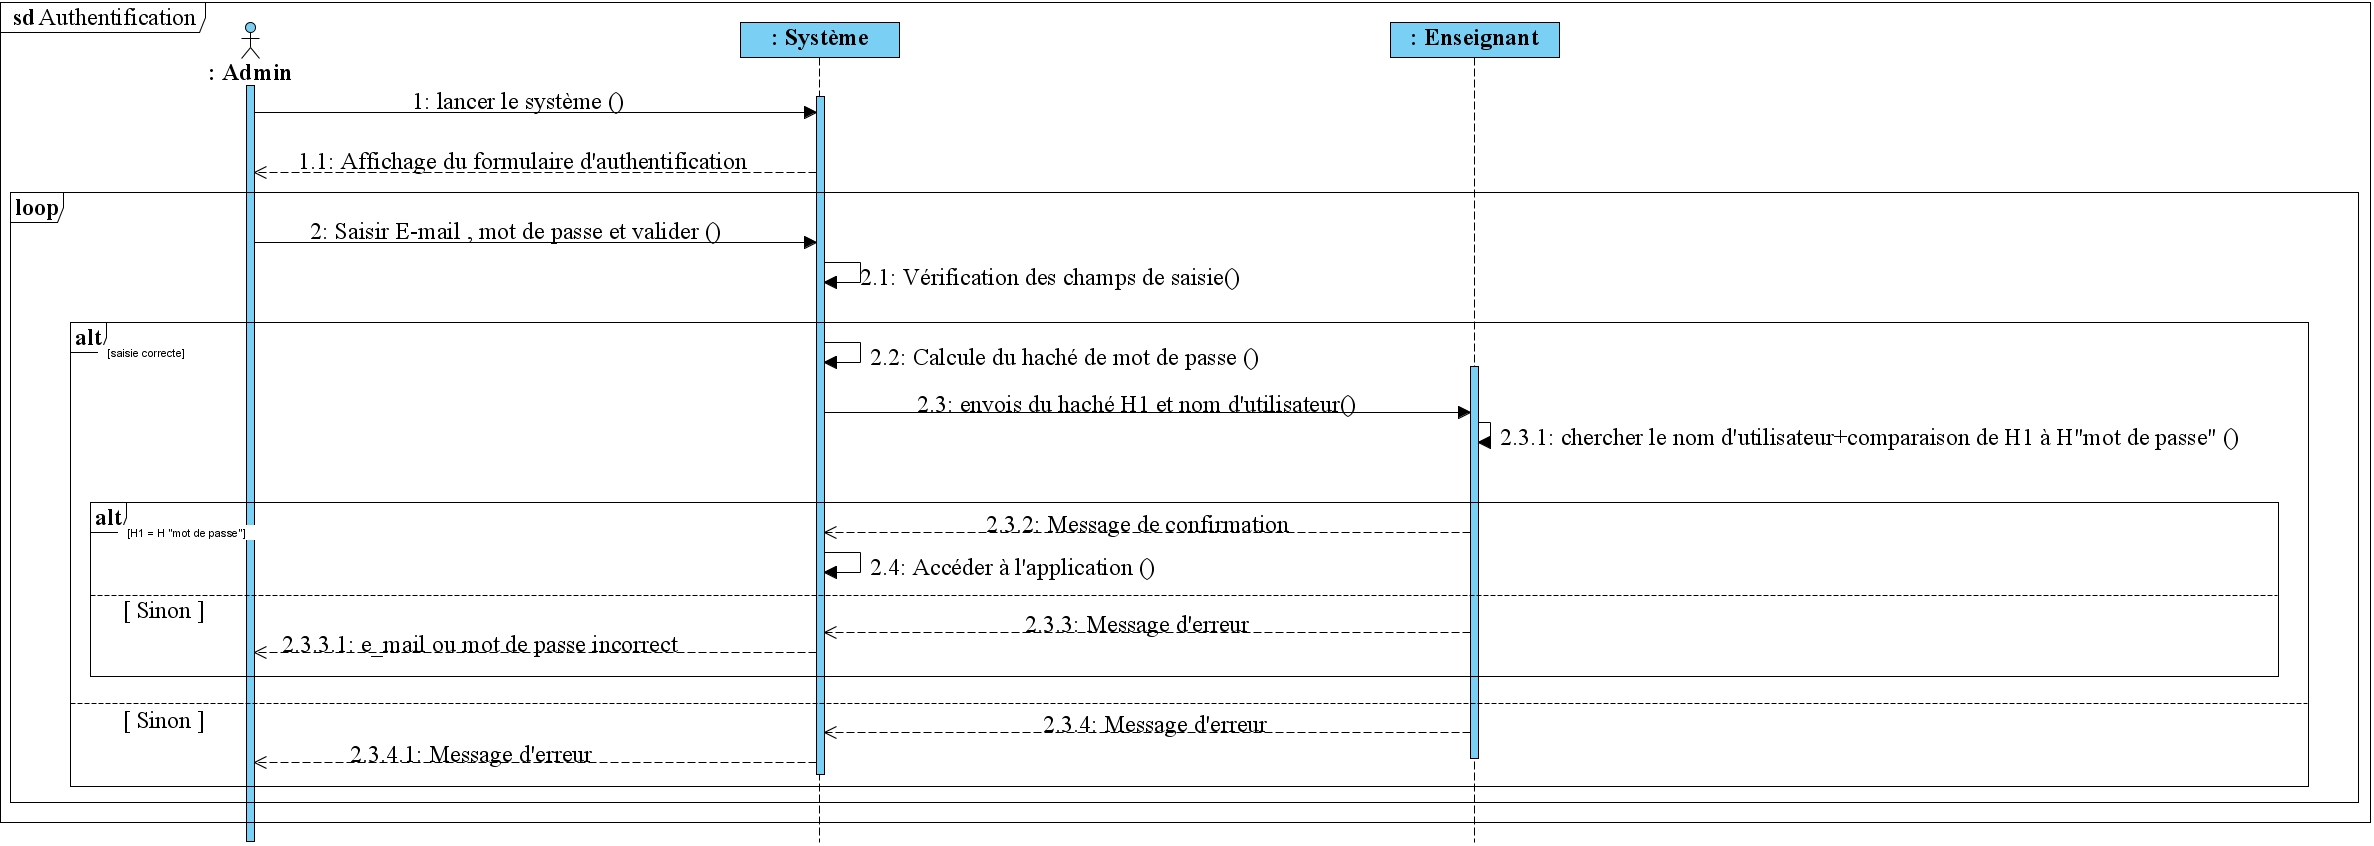 sd Authentification
: Système
: Enseignant
: Admin
1: lancer le système ()
1.1: Affichage du formulaire d'authentification
loop
2: Saisir E-mail , mot de passe et valider ()
2.1: Vérification des champs de saisie()
alt
[saisie correcte]
2.2: Calcule du haché de mot de passe ()
2.3: envois du haché H1 et nom d'utilisateur()
2.3.1: chercher le nom d'utilisateur+comparaison de H1 à H"mot de passe" ()
alt
[H1 = H "mot de passe"]
2.3.2: Message de confirmation
2.4: Accéder à l'application ()
[ Sinon ]
2.3.3: Message d'erreur
2.3.3.1: e_mail ou mot de passe incorrect
[ Sinon ]
2.3.4: Message d'erreur
2.3.4.1: Message d'erreur